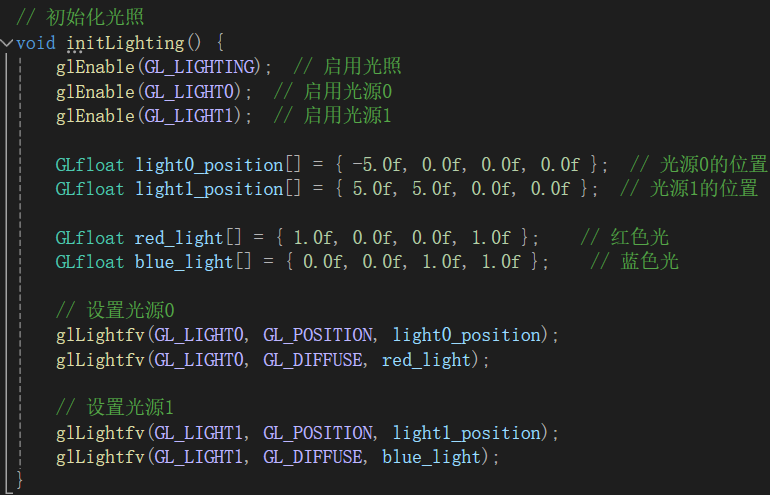 // 初始化光照
void initLighting() {
glEnable(GL_LIGHTING);  // 启用光照
glEnable(GL_LIGHT0);  // 启用光源0
glEnable(GL_LIGHT1);  // 启用光源1
GLfloat light0_position[] = { -5.0f, 0.0f, 0.0f, 0.0f };  // 光源0的位置
GLfloat light1_position[] = { 5.0f, 5.0f, 0.0f, 0.0f };  // 光源1的位置
GLfloat red_light[] = { 1.0f, 0.0f, 0.0f, 1.0f };    // 红色光
GLfloat blue_light[] = { 0.0f, 0.0f, 1.0f, 1.0f };    // 蓝色光
// 设置光源0
glLightfv(GL_LIGHT0, GL_POSITION, light0_position);
glLightfv(GL_LIGHT0, GL_DIFFUSE, red_light);
// 设置光源1
glLightfv(GL_LIGHT1, GL_POSITION, light1_position);
glLightfv(GL_LIGHT1, GL_DIFFUSE, blue_light);
}